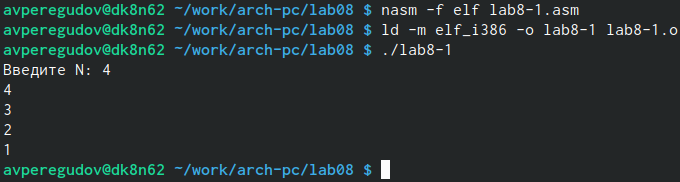 avperegudov@dk8n62 ~/work/arch-pc/lab08 $ nasm -f elf lab8-1.asm
avperegudov@dk8n62 ~/work/arch-pc/lab08 $ ld -m elf_i386 -o lab8-1 lab8-1.o
avperegudov@dk8n62 ~/work/arch-pc/lab08 $ ./lab8-1
Введите N: 4
4
3
2
1
avperegudov@dk8n62 ~/work/arch-pc/lab08 $